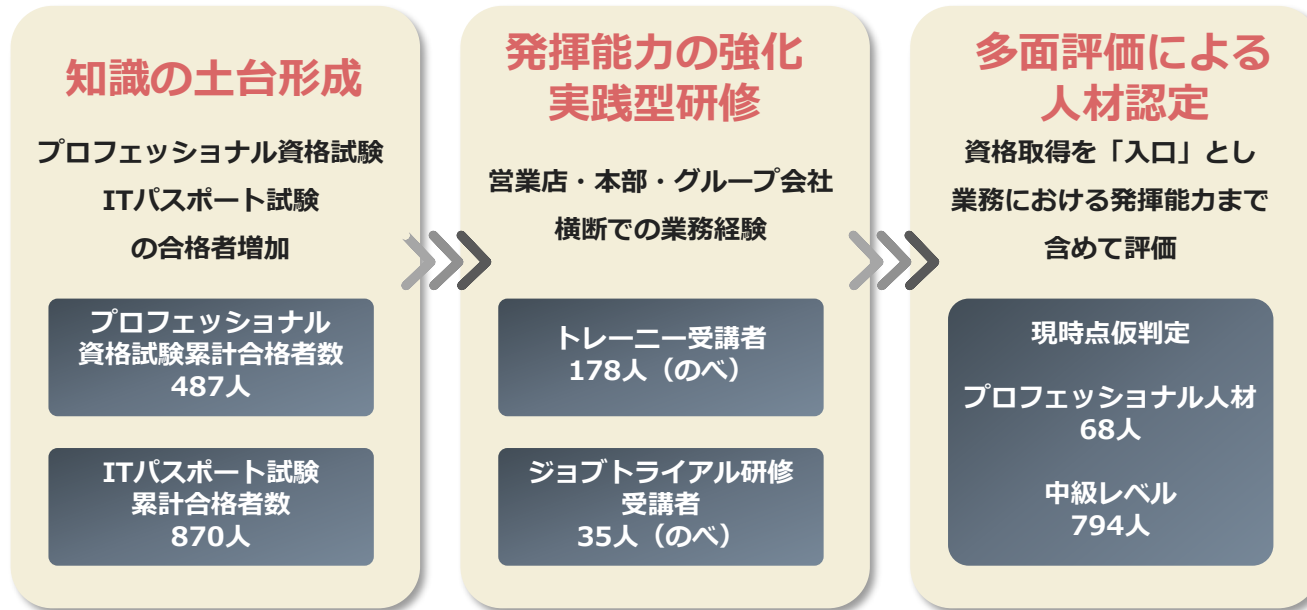 知識の土台形成
プロフェッショナル資格試験
ITパスポート試験
の合格者増加
プロフェッショナル
資格試験累計合格者数
487人
ITパスポート試験
累計合格者数
870人
発揮能力の強化
実践型研修
営業店・本部・グループ会社
横断での業務経験
トレーニー受講者
178人（のべ）
ジョブトライアル研修
受講者
35人（のべ）
多面評価による
人材認定
資格取得を「入口」とし
業務における発揮能力まで
含めて評価
現時点仮判定
プロフェッショナル人材
68人
中級レベル
794人